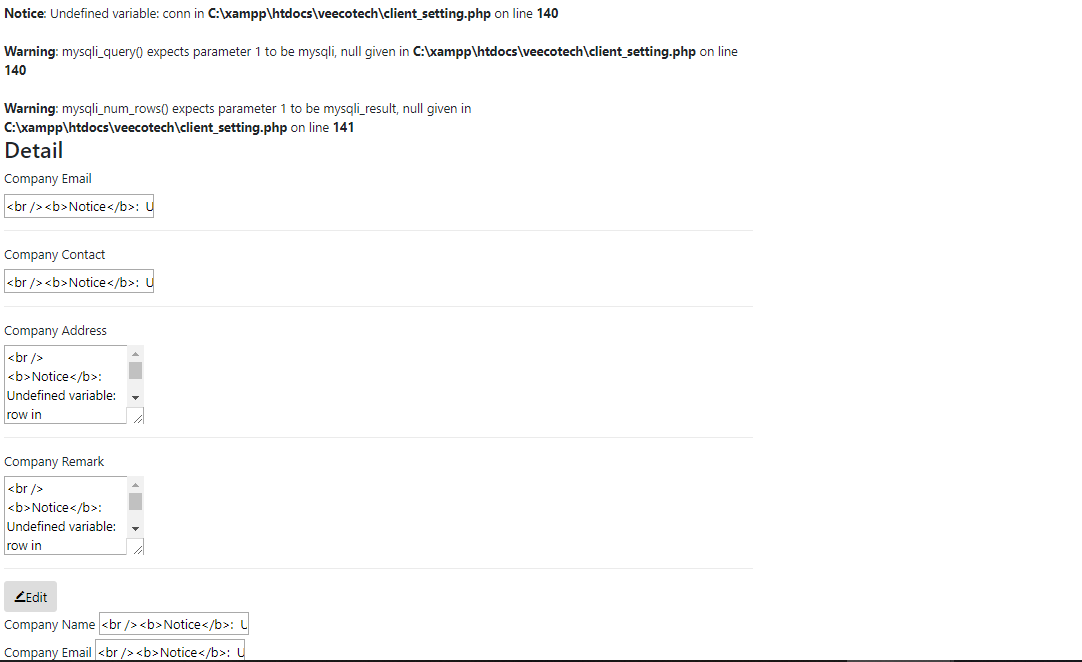 Notice: Undefined variable: conn in C:\xampp\htdocs\veecotech\client_setting.php on line 140
Warning: mysqli_query() expects parameter 1 to be mysqli, null given in C:\xampp\htdocs\veecotech\client_setting.php on line
140
Warning: mysqli_num_rows() expects parameter 1 to be mysqli_result, null given in
C:\xampp\htdocs\veecotech\client_setting.php on line 141
Detail
Company Email
<br /><b>Notice</b>: U
Company Contact
<br /><b>Notice</b>: U
Company Address
<br />
<b>Notice</b>:
Undefined variable:
row in
Company Remark
<br />
<b>Notice</b>:
Undefined variable:
row in
Edit
Company Name <br /><b>Notice</b>: U
Company Email <br /><b>Notice</b>: U